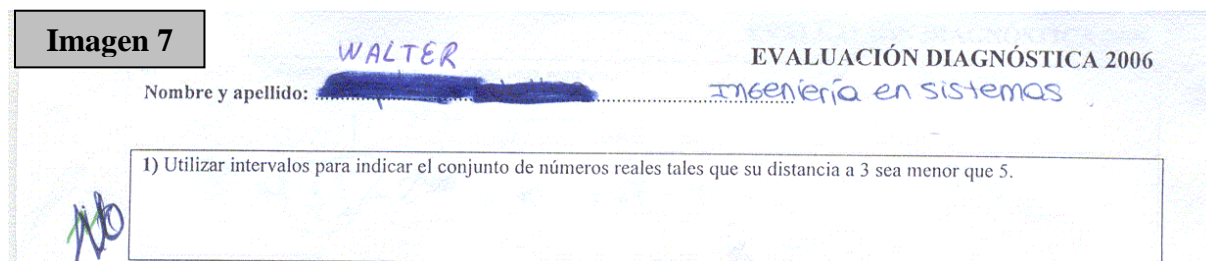 Imagen 7
WALTER
EVALUACIÓN DIAGNÓSTICA 2006
Nombre y apellido:
Ingeniería en sistemas
1) Utilizar intervalos para indicar el conjunto de números reales tales que su distancia a 3 sea menor que 5.